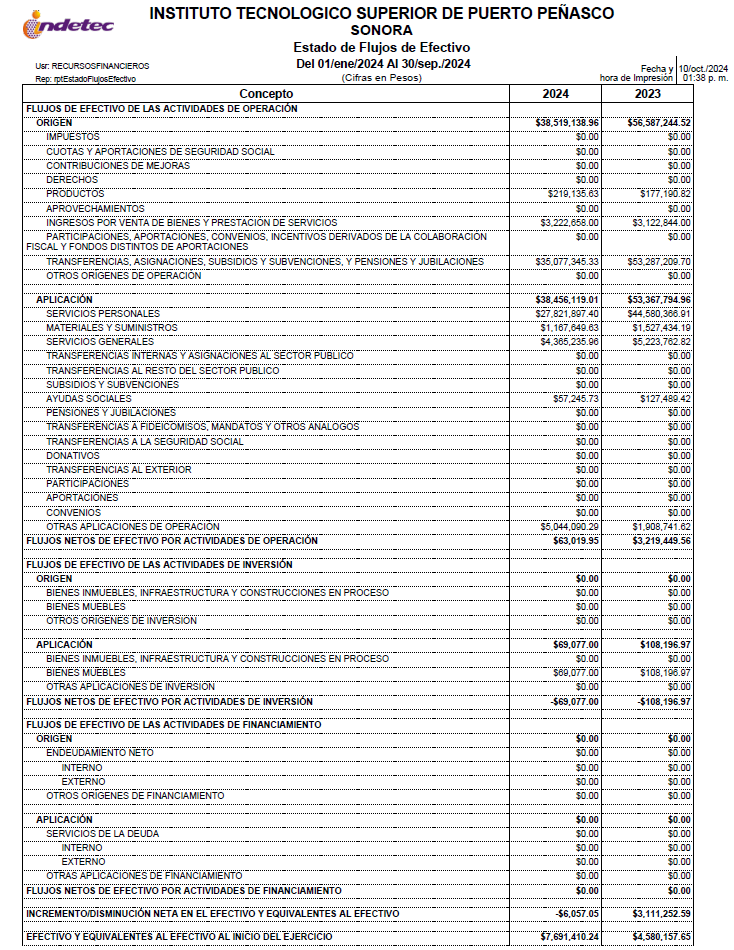 indetec
INSTITUTO TECNOLOGICO SUPERIOR DE PUERTO PEÑASCO
SONORA
Estado de Flujos de Efectivo
Del 01/ene/2024 Al 30/sep./2024
(Cifras en Pesos)
Usr: RECURSOSFINANCIEROS
Rep: rptEstadoFlujosEfectivo
Fecha y 10/oct./2024
hora de Impresión 01:38 p. m.
Concepto 2024 2023
FLUJOS DE EFECTIVO DE LAS ACTIVIDADES DE OPERACIÓN
ORIGEN $38,519,138.96 $56,587,244.52
IMPUESTOS $0.00 $0.00
CUOTAS Y APORTACIONES DE SEGURIDAD SOCIAL $0.00 $0.00
CONTRIBUCIONES DE MEJORAS $0.00 $0.00
DERECHOS $0.00 $0.00
PRODUCTOS $219,135.63 $177,190.82
APROVECHAMIENTOS $0.00 $0.00
INGRESOS POR VENTA DE BIENES Y PRESTACIÓN DE SERVICIOS $3,222,658.00 $3,122,844.00
PARTICIPACIONES, APORTACIONES, CONVENIOS, INCENTIVOS DERIVADOS DE LA COLABORACIÓN $0.00 $0.00
FISCAL Y FONDOS DISTINTOS DE APORTACIONES
TRANSFERENCIAS, ASIGNACIONES, SUBSIDIOS Y SUBVENCIONES, Y PENSIONES Y JUBILACIONES $35,077,345.33 $53,287,209.70
OTROS ORÍGENES DE OPERACIÓN $0.00 $0.00
APLICACIÓN $38,456,119.01 $53,367,794.96
SERVICIOS PERSONALES $27,821,897.40 $44,580,366.91
MATERIALES Y SUMINISTROS $1,167,649.63 $1,527,434.19
SERVICIOS GENERALES $4,365,235.96 $5,223,762.82
TRANSFERENCIAS INTERNAS Y ASIGNACIONES AL SECTOR PÚBLICO $0.00 $0.00
TRANSFERENCIAS AL RESTO DEL SECTOR PÚBLICO $0.00 $0.00
SUBSIDIOS Y SUBVENCIONES $0.00 $0.00
AYUDAS SOCIALES $57,245.73 $127,489.42
PENSIONES Y JUBILACIONES $0.00 $0.00
TRANSFERENCIAS A FIDEICOMISOS, MANDATOS Y OTROS ANÁLOGOS $0.00 $0.00
TRANSFERENCIAS A LA SEGURIDAD SOCIAL $0.00 $0.00
DONATIVOS $0.00 $0.00
TRANSFERENCIAS AL EXTERIOR $0.00 $0.00
PARTICIPACIONES $0.00 $0.00
APORTACIONES $0.00 $0.00
CONVENIOS $0.00 $0.00
OTRAS APLICACIONES DE OPERACIÓN $5,044,090.29 $1,908,741.62
FLUJOS NETOS DE EFECTIVO POR ACTIVIDADES DE OPERACIÓN $63,019.95 $3,219,449.56
FLUJOS DE EFECTIVO DE LAS ACTIVIDADES DE INVERSIÓN
ORIGEN $0.00 $0.00
BIENES INMUEBLES, INFRAESTRUCTURA Y CONSTRUCCIONES EN PROCESO $0.00 $0.00
BIENES MUEBLES $0.00 $0.00
OTROS ORÍGENES DE INVERSIÓN $0.00 $0.00
APLICACIÓN $69,077.00 $108,196.97
BIENES INMUEBLES, INFRAESTRUCTURA Y CONSTRUCCIONES EN PROCESO $0.00 $0.00
BIENES MUEBLES $69,077.00 $108,196.97
OTRAS APLICACIONES DE INVERSIÓN $0.00 $0.00
FLUJOS NETOS DE EFECTIVO POR ACTIVIDADES DE INVERSIÓN -$69,077.00 -$108,196.97
FLUJOS DE EFECTIVO DE LAS ACTIVIDADES DE FINANCIAMIENTO
ORIGEN $0.00 $0.00
ENDEUDAMIENTO NETO $0.00 $0.00
INTERNO $0.00 $0.00
EXTERNO $0.00 $0.00
OTROS ORÍGENES DE FINANCIAMIENTO $0.00 $0.00
APLICACIÓN $0.00 $0.00
SERVICIOS DE LA DEUDA $0.00 $0.00
INTERNO $0.00 $0.00
EXTERNO $0.00 $0.00
OTRAS APLICACIONES DE FINANCIAMIENTO $0.00 $0.00
FLUJOS NETOS DE EFECTIVO POR ACTIVIDADES DE FINANCIAMIENTO $0.00 $0.00
INCREMENTO/DISMINUCIÓN NETA EN EL EFECTIVO Y EQUIVALENTES AL EFECTIVO -$6,057.05 $3,111,252.59
EFECTIVO Y EQUIVALENTES AL EFECTIVO AL INICIO DEL EJERCICIO $7,691,410.24 $4,580,157.65